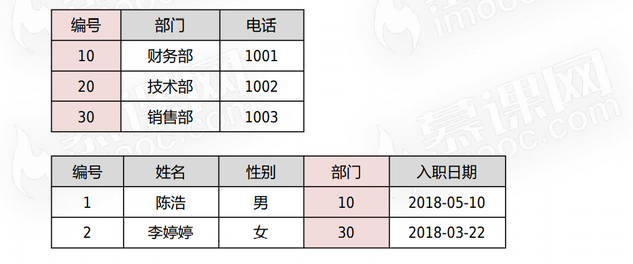 编号 部门 电话
10 财务部 1001
20 技术部 1002
30 销售部 1003
编号 姓名 性别 部门 入职日期
1 陈浩 男 10 2018-05-10
2 李婷婷 女 30 2018-03-22
慕课网
imooc.com